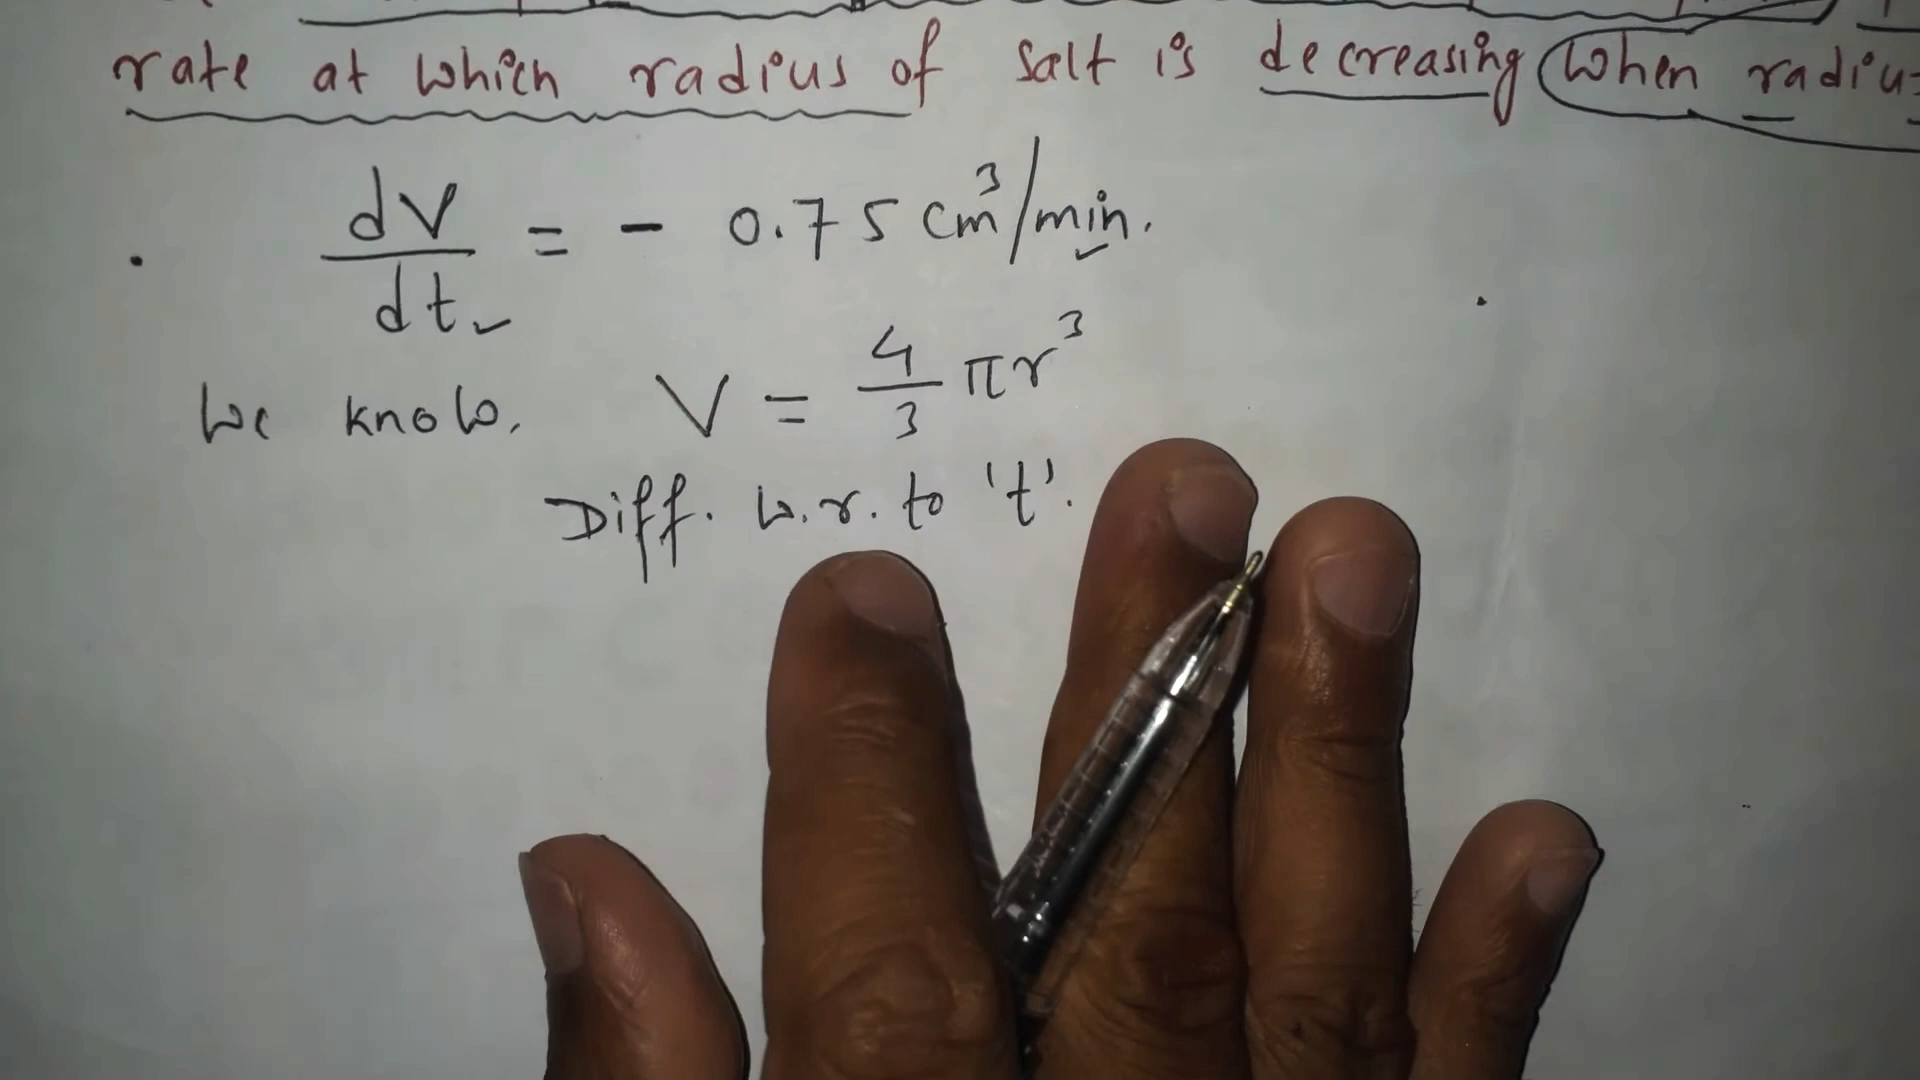 rate at which radius of salt is decreasing when radius
dV/dt = - 0.75 cm³/min.
We know, V = 4/3 πr³
Diff. w.r. to 't'.